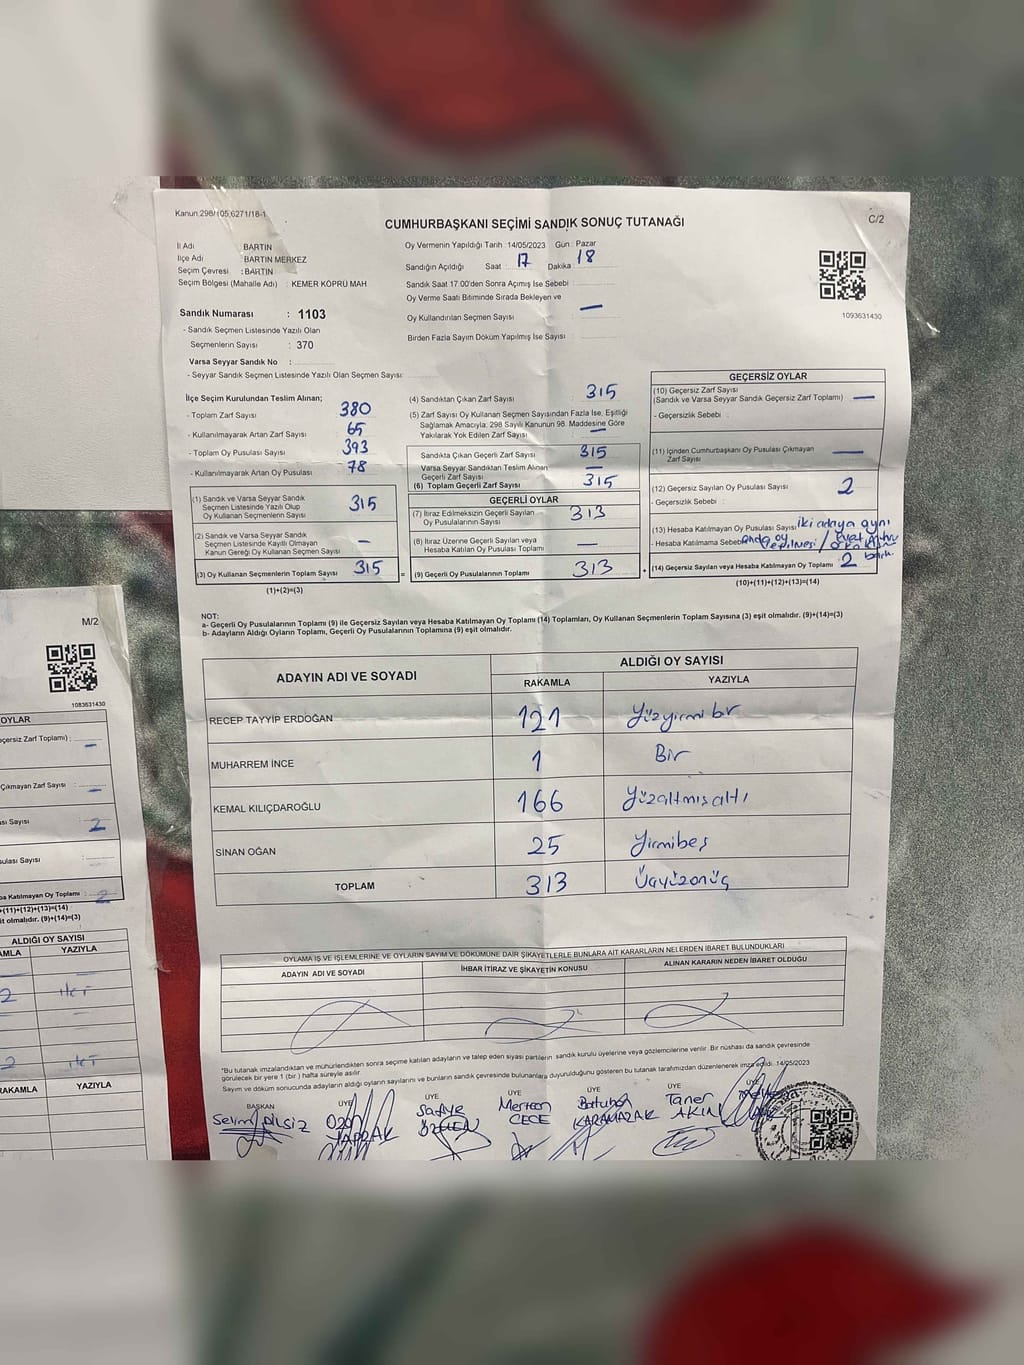 Kanun.298/105,6271/18-1
C/2
CUMHURBAŞKANI SEÇİMİ SANDIK SONUÇ TUTANAĞI
İl Adı : BARTIN
İlçe Adı : BARTIN MERKEZ
Seçim Çevresi : BARTIN
Seçim Bölgesi (Mahalle Adı) : KEMER KÖPRÜ MAH
Sandık Numarası : 1103
- Sandık Seçmen Listesinde Yazılı Olan
Seçmenlerin Sayısı : 370
Varsa Seyyar Sandık No :
- Seyyar Sandık Seçmen Listesinde Yazılı Olan Seçmen Sayısı:
Oy Vermenin Yapıldığı Tarih : 14/05/2023 Gün : Pazar
Sandığın Açıldığı Saat : 17 Dakika : 18
Sandık Saat 17:00'den Sonra Açımış İse Sebebi
Oy Verme Saati Bitiminde Sırada Bekleyen ve
Oy Kullandırılan Seçmen Sayısı —
Birden Fazla Sayım Döküm Yapılmış İse Sayısı
1093631430
İlçe Seçim Kurulundan Teslim Alınan;
- Toplam Zarf Sayısı 380
- Kullanılmayarak Artan Zarf Sayısı 65
- Toplam Oy Pusulası Sayısı 393
- Kullanılmayarak Artan Oy Pusulası 78
(1) Sandık ve Varsa Seyyar Sandık
Seçmen Listesinde Yazılı Olup
Oy Kullanan Seçmenlerin Sayısı 315
(2) Sandık ve Varsa Seyyar Sandık
Seçmen Listesinde Kayıtlı Olmayan
Kanun Gereği Oy Kullanan Seçmen Sayısı —
(3) Oy Kullanan Seçmenlerin Toplam Sayısı 315
(1)+(2)=(3)
(4) Sandıktan Çıkan Zarf Sayısı 315
(5) Zarf Sayısı Oy Kullanan Seçmen Sayısından Fazla İse, Eşitliği
Sağlamak Amacıyla; 298 Sayılı Kanunun 98. Maddesine Göre
Yakılarak Yok Edilen Zarf Sayısı —
Sandıkta Çıkan Geçerli Zarf Sayısı 315
Varsa Seyyar Sandıktan Teslim Alınan
Geçerli Zarf Sayısı —
(6) Toplam Geçerli Zarf Sayısı 315
GEÇERLİ OYLAR
(7) İtiraz Edilmeksizin Geçerli Sayılan
Oy Pusulalarının Sayısı 313
(8) İtiraz Üzerine Geçerli Sayılan veya
Hesaba Katılan Oy Pusulaları Toplamı —
= (9) Geçerli Oy Pusulalarının Toplamı 313
GEÇERSİZ OYLAR
(10) Geçersiz Zarf Sayısı
(Sandık ve Varsa Seyyar Sandık Geçersiz Zarf Toplamı) —
- Geçersizlik Sebebi :
(11) İçinden Cumhurbaşkanı Oy Pusulası Çıkmayan
Zarf Sayısı —
(12) Geçersiz Sayılan Oy Pusulası Sayısı 2
- Geçersizlik Sebebi :
(13) Hesaba Katılmayan Oy Pusulası Sayısı iki adaya aynı
- Hesaba Katılmama Sebebi anda oy
+ (14) Geçersiz Sayılan veya Hesaba Katılmayan Oy Toplamı 2
(10)+(11)+(12)+(13)=(14)
NOT:
a- Geçerli Oy Pusulalarının Toplamı (9) ile Geçersiz Sayılan veya Hesaba Katılmayan Oy (14) Toplamları, Oy Kullanan Seçmenlerin Toplam Sayısına (3) eşit olmalıdır. (9)+(14)=(3)
b- Adayların Aldığı Oyların Toplamı, Geçerli Oy Pusulalarının Toplamına (9) eşit olmalıdır.
ADAYIN ADI VE SOYADI ALDIĞI OY SAYISI
RAKAMLA YAZIYLA
RECEP TAYYİP ERDOĞAN 121 Yüzyirmi bir
MUHARREM İNCE 1 Bir
KEMAL KILIÇDAROĞLU 166 Yüzaltmışaltı
SİNAN OĞAN 25 Yirmibeş
TOPLAM 313 Üçyüzonüç
OYLAMA İŞ VE İŞLEMLERİNE VE OYLARIN SAYIM VE DÖKÜMÜNE DAİR ŞİKAYETLERLE BUNLARA AİT KARARLARIN NELERDEN İBARET BULUNDUKLARI
ADAYIN ADI VE SOYADI İHBAR İTİRAZ VE ŞİKAYETİN KONUSU ALINAN KARARIN NEDEN İBARET OLDUĞU
"Bu tutanak imzalandıktan ve mühürlendikten sonra seçime katılan adayların ve talep eden siyasi partilerin sandık kurulu üyelerine veya gözlemcilerine verilir. Bir nüshası da sandık çevresinde
görülecek bir yere 1 (bir) hafta süreyle asılır.
Sayım ve döküm sonucunda adayların aldığı oyların sayılarını ve bunların sandık çevresinde bulunanlara duyurulduğunu gösteren bu tutanak tarafımızdan düzenlenerek imza edildi. 14/05/2023
BAŞKAN ÜYE ÜYE ÜYE ÜYE ÜYE ÜYE
Selim DİLSİZ Ozan YAPRAK Sadiye ÖZMEN Mertcan CECE Batuhan KARAKAZAK Taner AKIN
M/2
1083631430
OYLAR
çersiz Zarf Toplamı) : —
Çıkmayan Zarf Sayısı —
sı Sayısı 2
sulası Sayısı
ba Katılmayan Oy Toplamı : 2
+(11)+(12)+(13)=(14)
it olmalıdır. (9)+(14)=(3)
ALDIĞI OY SAYISI
AMLA YAZIYLA
2 iki
2 iki
RAKAMLA YAZIYLA